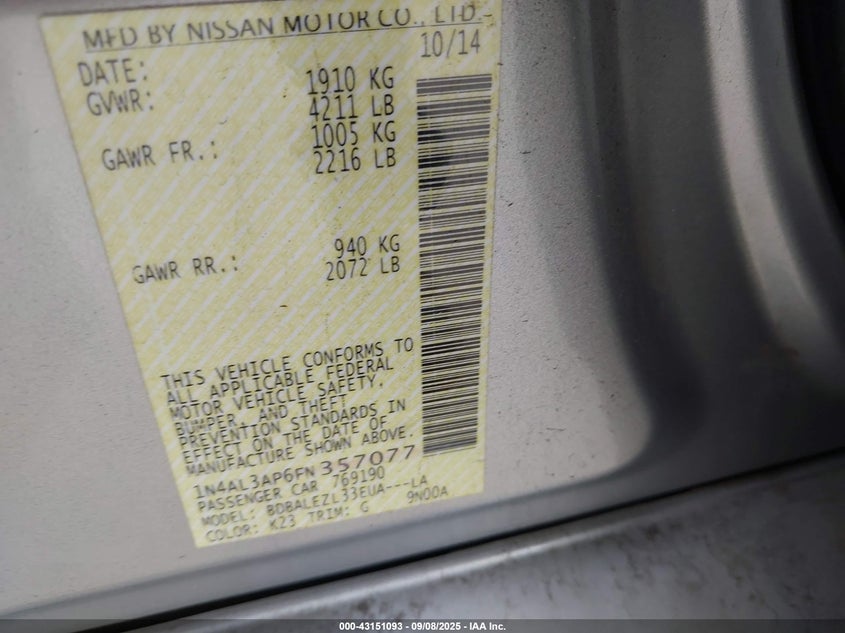 MFD BY NISSAN MOTOR CO., LTD.
DATE: 10/14
GVWR: 1910 KG
4211 LB
GAWR FR.: 1005 KG
2216 LB
GAWR RR.: 940 KG
2072 LB
THIS VEHICLE CONFORMS TO
ALL APPLICABLE FEDERAL
MOTOR VEHICLE SAFETY,
BUMPER, AND THEFT
PREVENTION STANDARDS IN
EFFECT ON THE DATE OF
MANUFACTURE SHOWN ABOVE.
1N4AL3AP6FN357077
PASSENGER CAR 769190
MODEL: BDBALEZL33EUA---LA
COLOR: K23 TRIM: G 9N00A
000-43151093 - 09/08/2025 - IAA Inc.